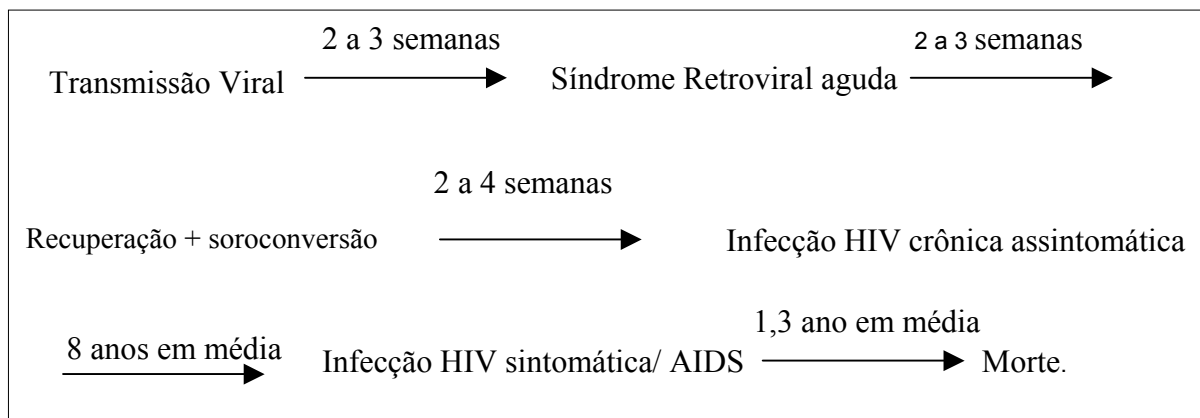 2 a 3 semanas 2 a 3 semanas
Transmissão Viral Síndrome Retroviral aguda
2 a 4 semanas
Recuperação + soroconversão Infecção HIV crônica assintomática
8 anos em média 1,3 ano em média
Infecção HIV sintomática/ AIDS Morte.